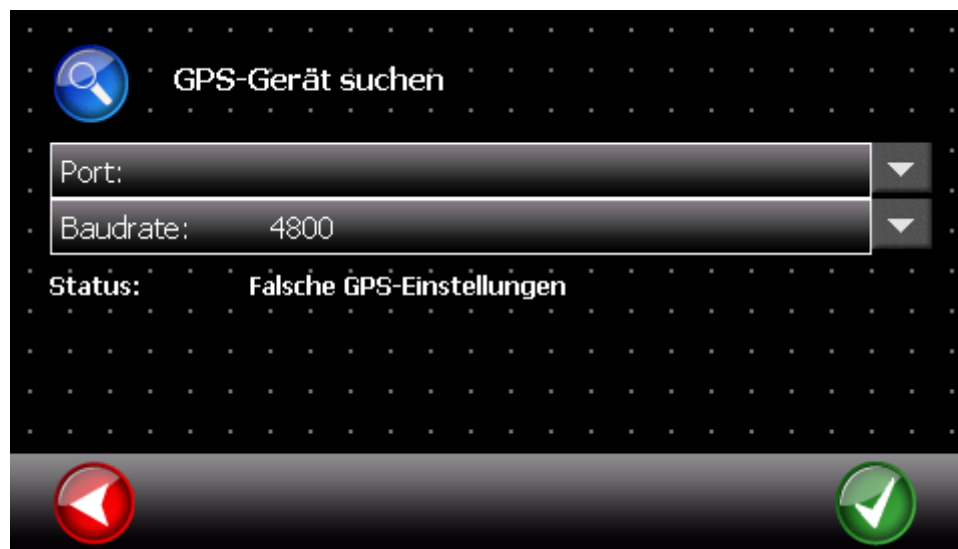 GPS-Gerät suchen
Port:
Baudrate: 4800
Status: Falsche GPS-Einstellungen